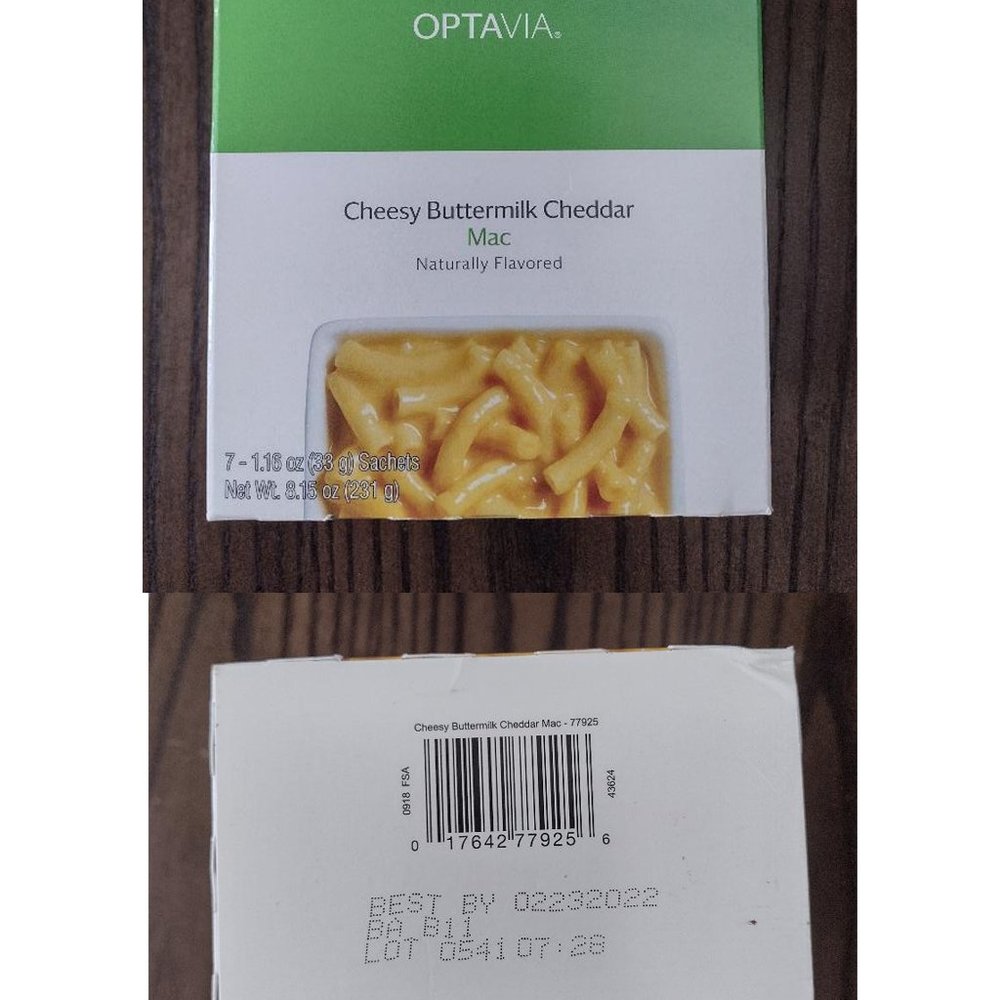 OPTAVIA®
Cheesy Buttermilk Cheddar
Mac
Naturally Flavored
7 - 1.16 oz (33 g) Sachets
Net Wt. 8.15 oz (231 g)
Cheesy Buttermilk Cheddar Mac - 77925
0918 FSA
43624
0 17642 77925 6
BEST BY 02232022
BA B11
LOT 0541 07:28